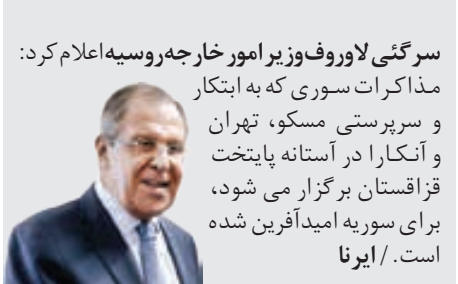 سرگئی لاوروف وزیر امور خارجه روسیه اعلام کرد:
مذاکرات سوری که به ابتکار
و سرپرستی مسکو، تهران
و آنکارا در آستانه پایتخت
قزاقستان برگزار می شود،
برای سوریه امیدآفرین شده
است. / ایرنا